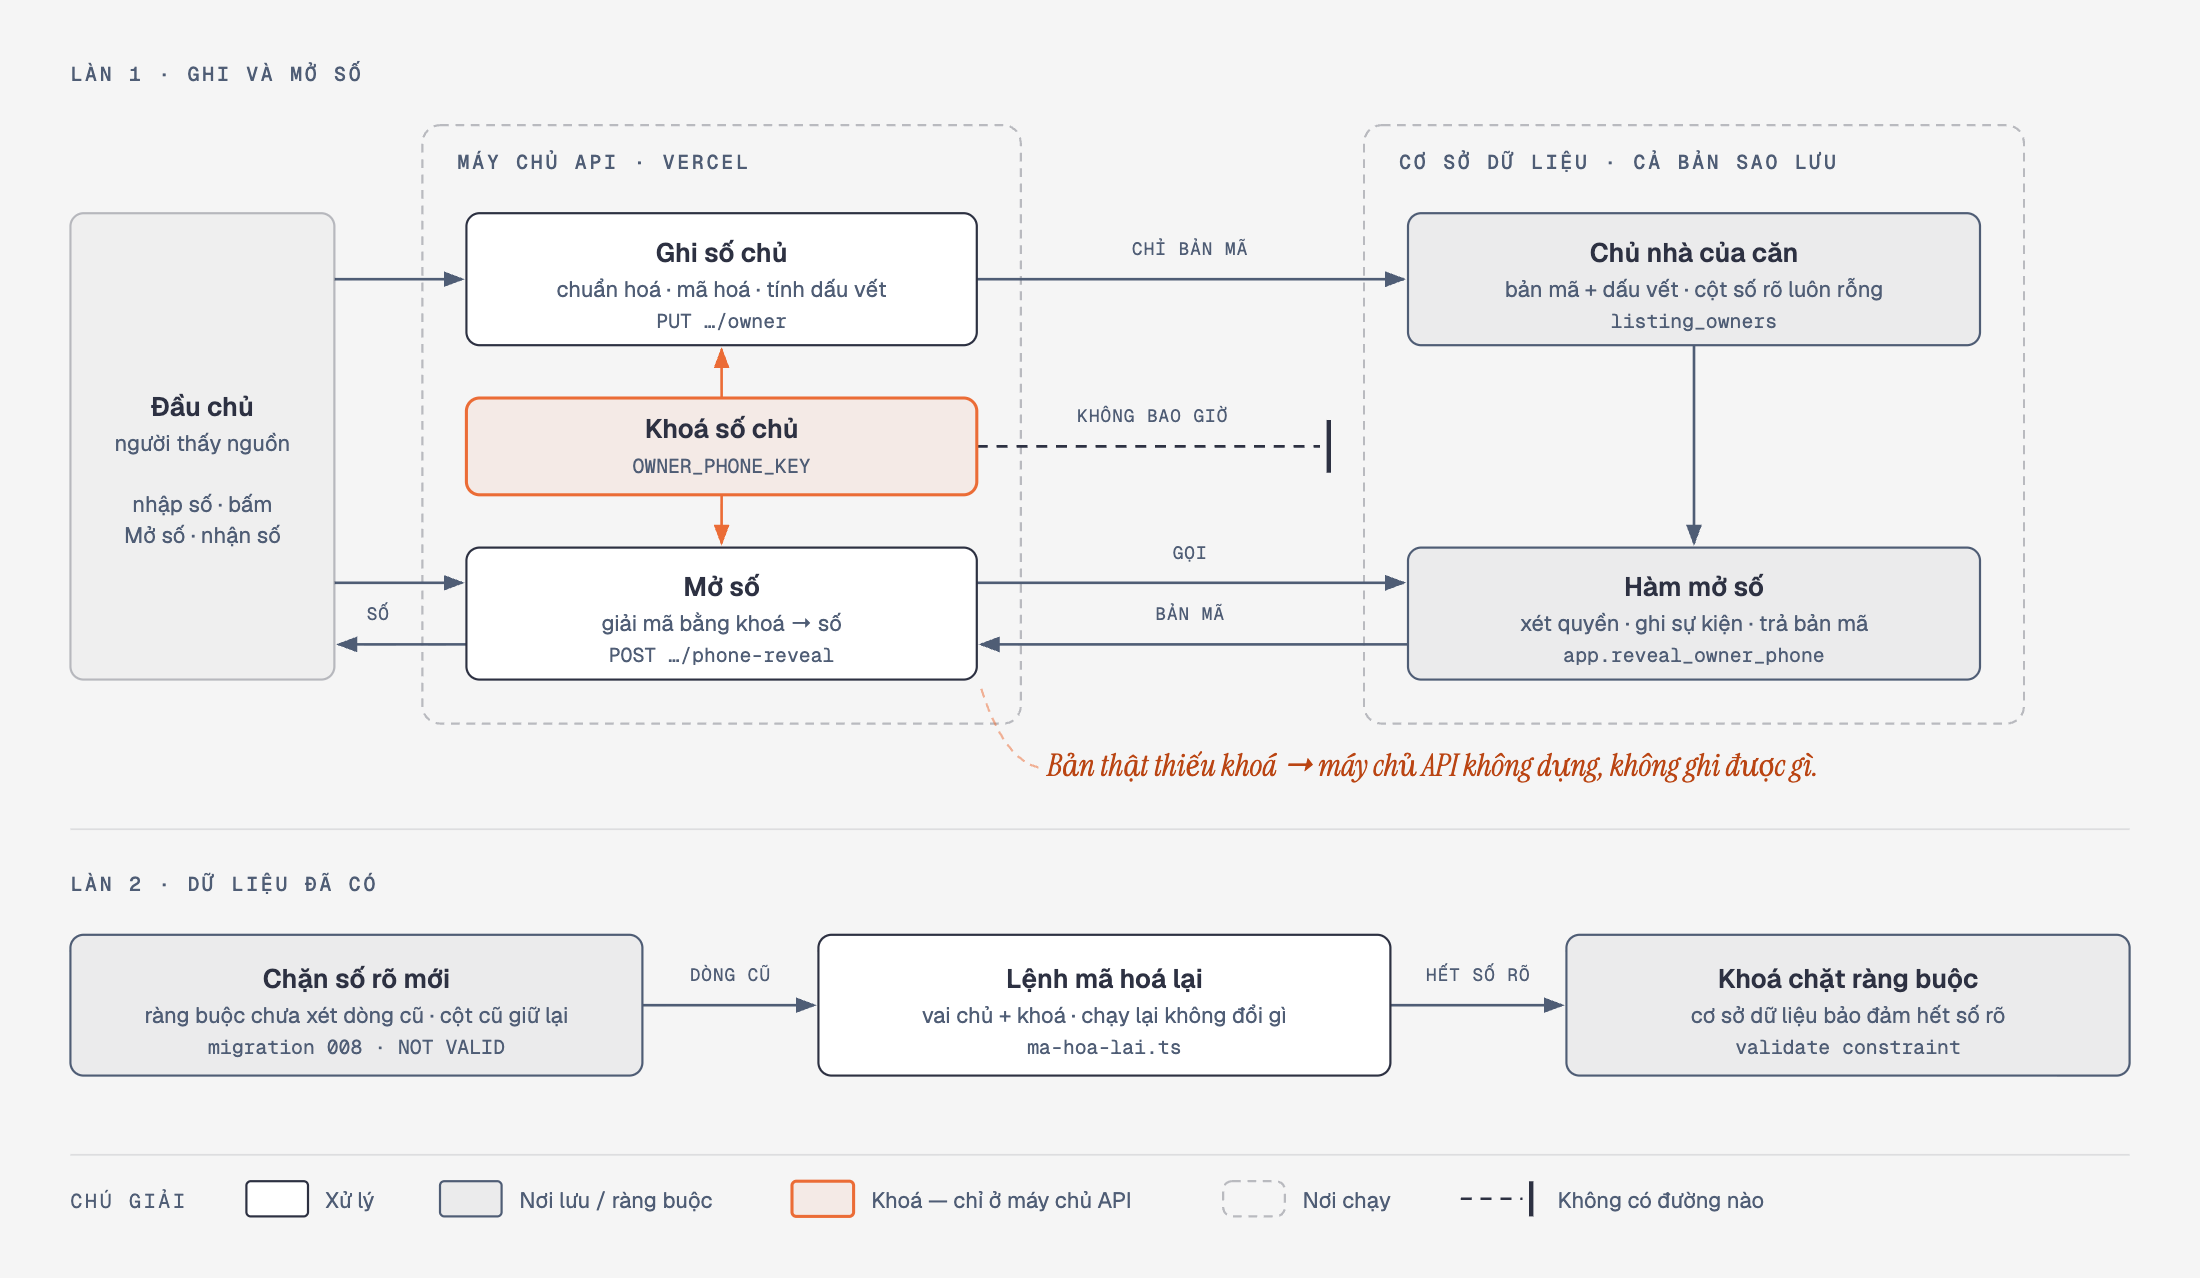 LÀN 1 · GHI VÀ MỞ SỐ
MÁY CHỦ API · VERCEL
CƠ SỞ DỮ LIỆU · CẢ BẢN SAO LƯU
Đầu chủ
người thấy nguồn
nhập số · bấm
Mở số · nhận số
Ghi số chủ
chuẩn hoá · mã hoá · tính dấu vết
PUT …/owner
CHỈ BẢN MÃ
Chủ nhà của căn
bản mã + dấu vết · cột số rõ luôn rỗng
listing_owners
Khoá số chủ
OWNER_PHONE_KEY
KHÔNG BAO GIỜ
SỐ
Mở số
giải mã bằng khoá → số
POST …/phone-reveal
GỌI
BẢN MÃ
Hàm mở số
xét quyền · ghi sự kiện · trả bản mã
app.reveal_owner_phone
Bản thật thiếu khoá → máy chủ API không dựng, không ghi được gì.
LÀN 2 · DỮ LIỆU ĐÃ CÓ
Chặn số rõ mới
ràng buộc chưa xét dòng cũ · cột cũ giữ lại
migration 008 · NOT VALID
DÒNG CŨ
Lệnh mã hoá lại
vai chủ + khoá · chạy lại không đổi gì
ma-hoa-lai.ts
HẾT SỐ RÕ
Khoá chặt ràng buộc
cơ sở dữ liệu bảo đảm hết số rõ
validate constraint
CHÚ GIẢI
Xử lý
Nơi lưu / ràng buộc
Khoá — chỉ ở máy chủ API
Nơi chạy
Không có đường nào